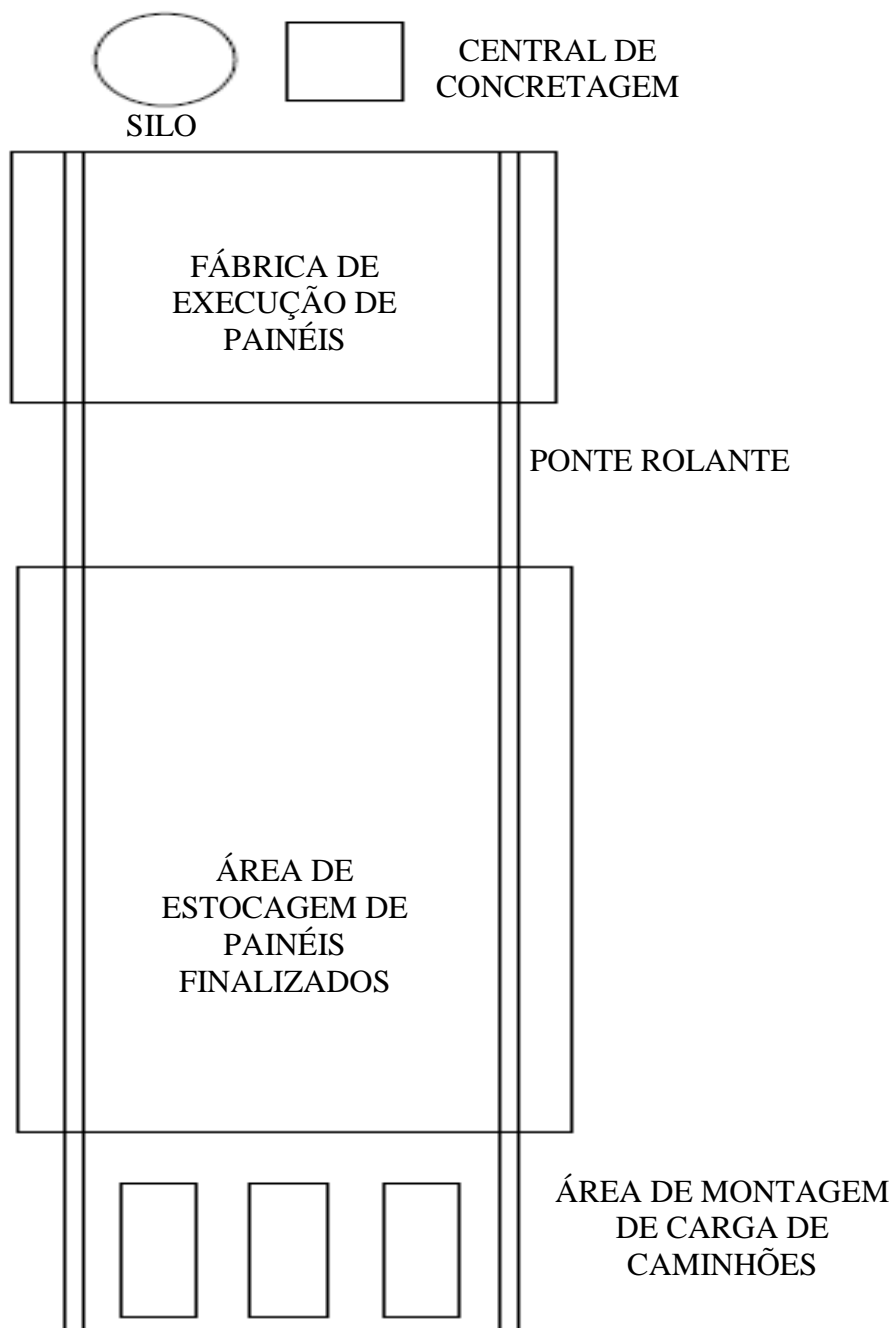 CENTRAL DE
CONCRETAGEM
SILO
FÁBRICA DE
EXECUÇÃO DE
PAINÉIS
PONTE ROLANTE
ÁREA DE
ESTOCAGEM DE
PAINÉIS
FINALIZADOS
ÁREA DE MONTAGEM
DE CARGA DE
CAMINHÕES